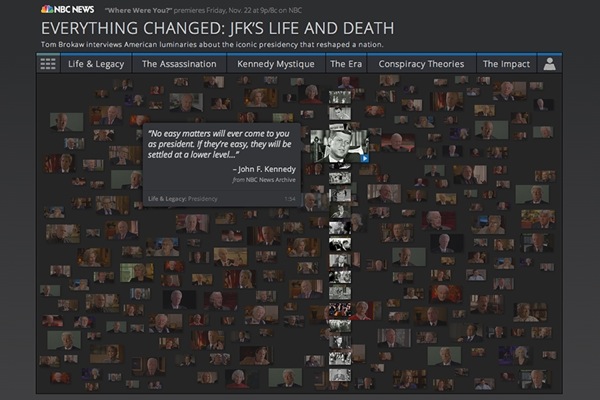 NBC NEWS "Where Were You?" premieres Friday, Nov. 22 at 9p/8c on NBC
EVERYTHING CHANGED: JFK'S LIFE AND DEATH
Tom Brokaw interviews American luminaries about the iconic presidency that reshaped a nation.
Life & Legacy The Assassination Kennedy Mystique The Era Conspiracy Theories The Impact
"No easy matters will ever come to you
as president. If they're easy, they will be
settled at a lower level..."
– John F. Kennedy
from NBC News Archive
Life & Legacy: Presidency 1:54